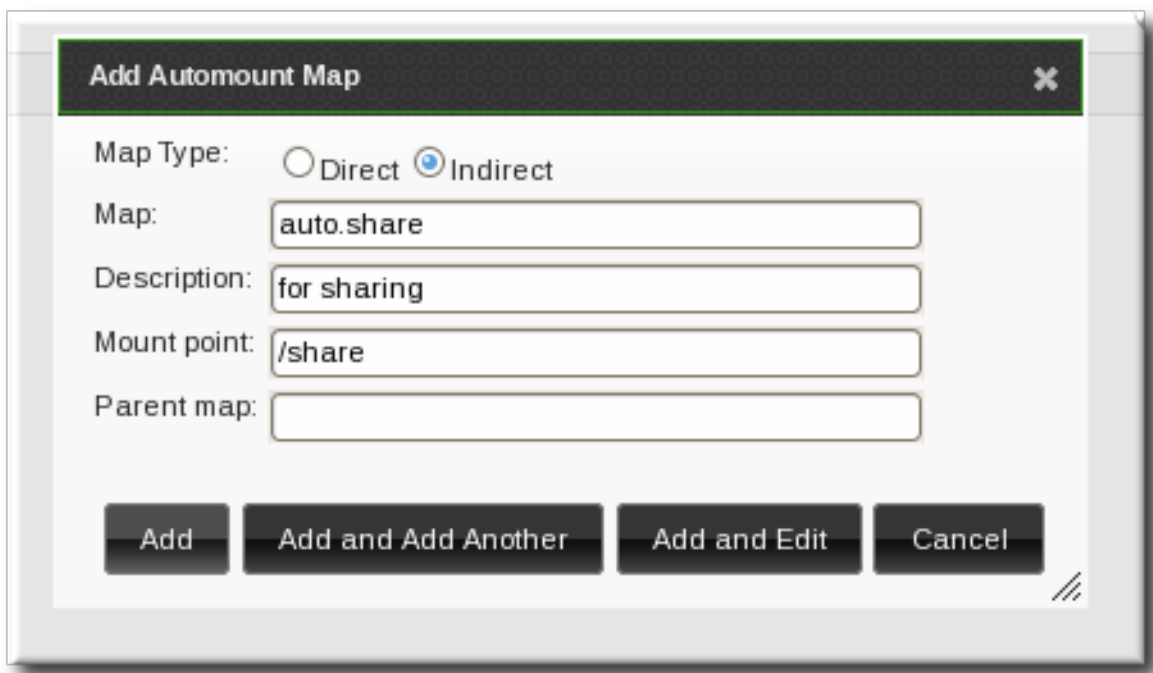 Add Automount Map
Map Type: Direct Indirect
Map: auto.share
Description: for sharing
Mount point: /share
Parent map:
Add Add and Add Another Add and Edit Cancel